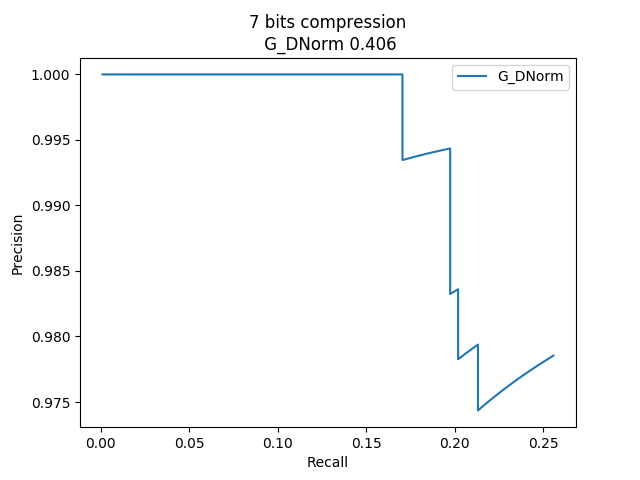 7 bits compression
G_DNorm 0.406
G_DNorm
1.000
0.995
0.990
0.985
0.980
0.975
Precision
0.00 0.05 0.10 0.15 0.20 0.25
Recall